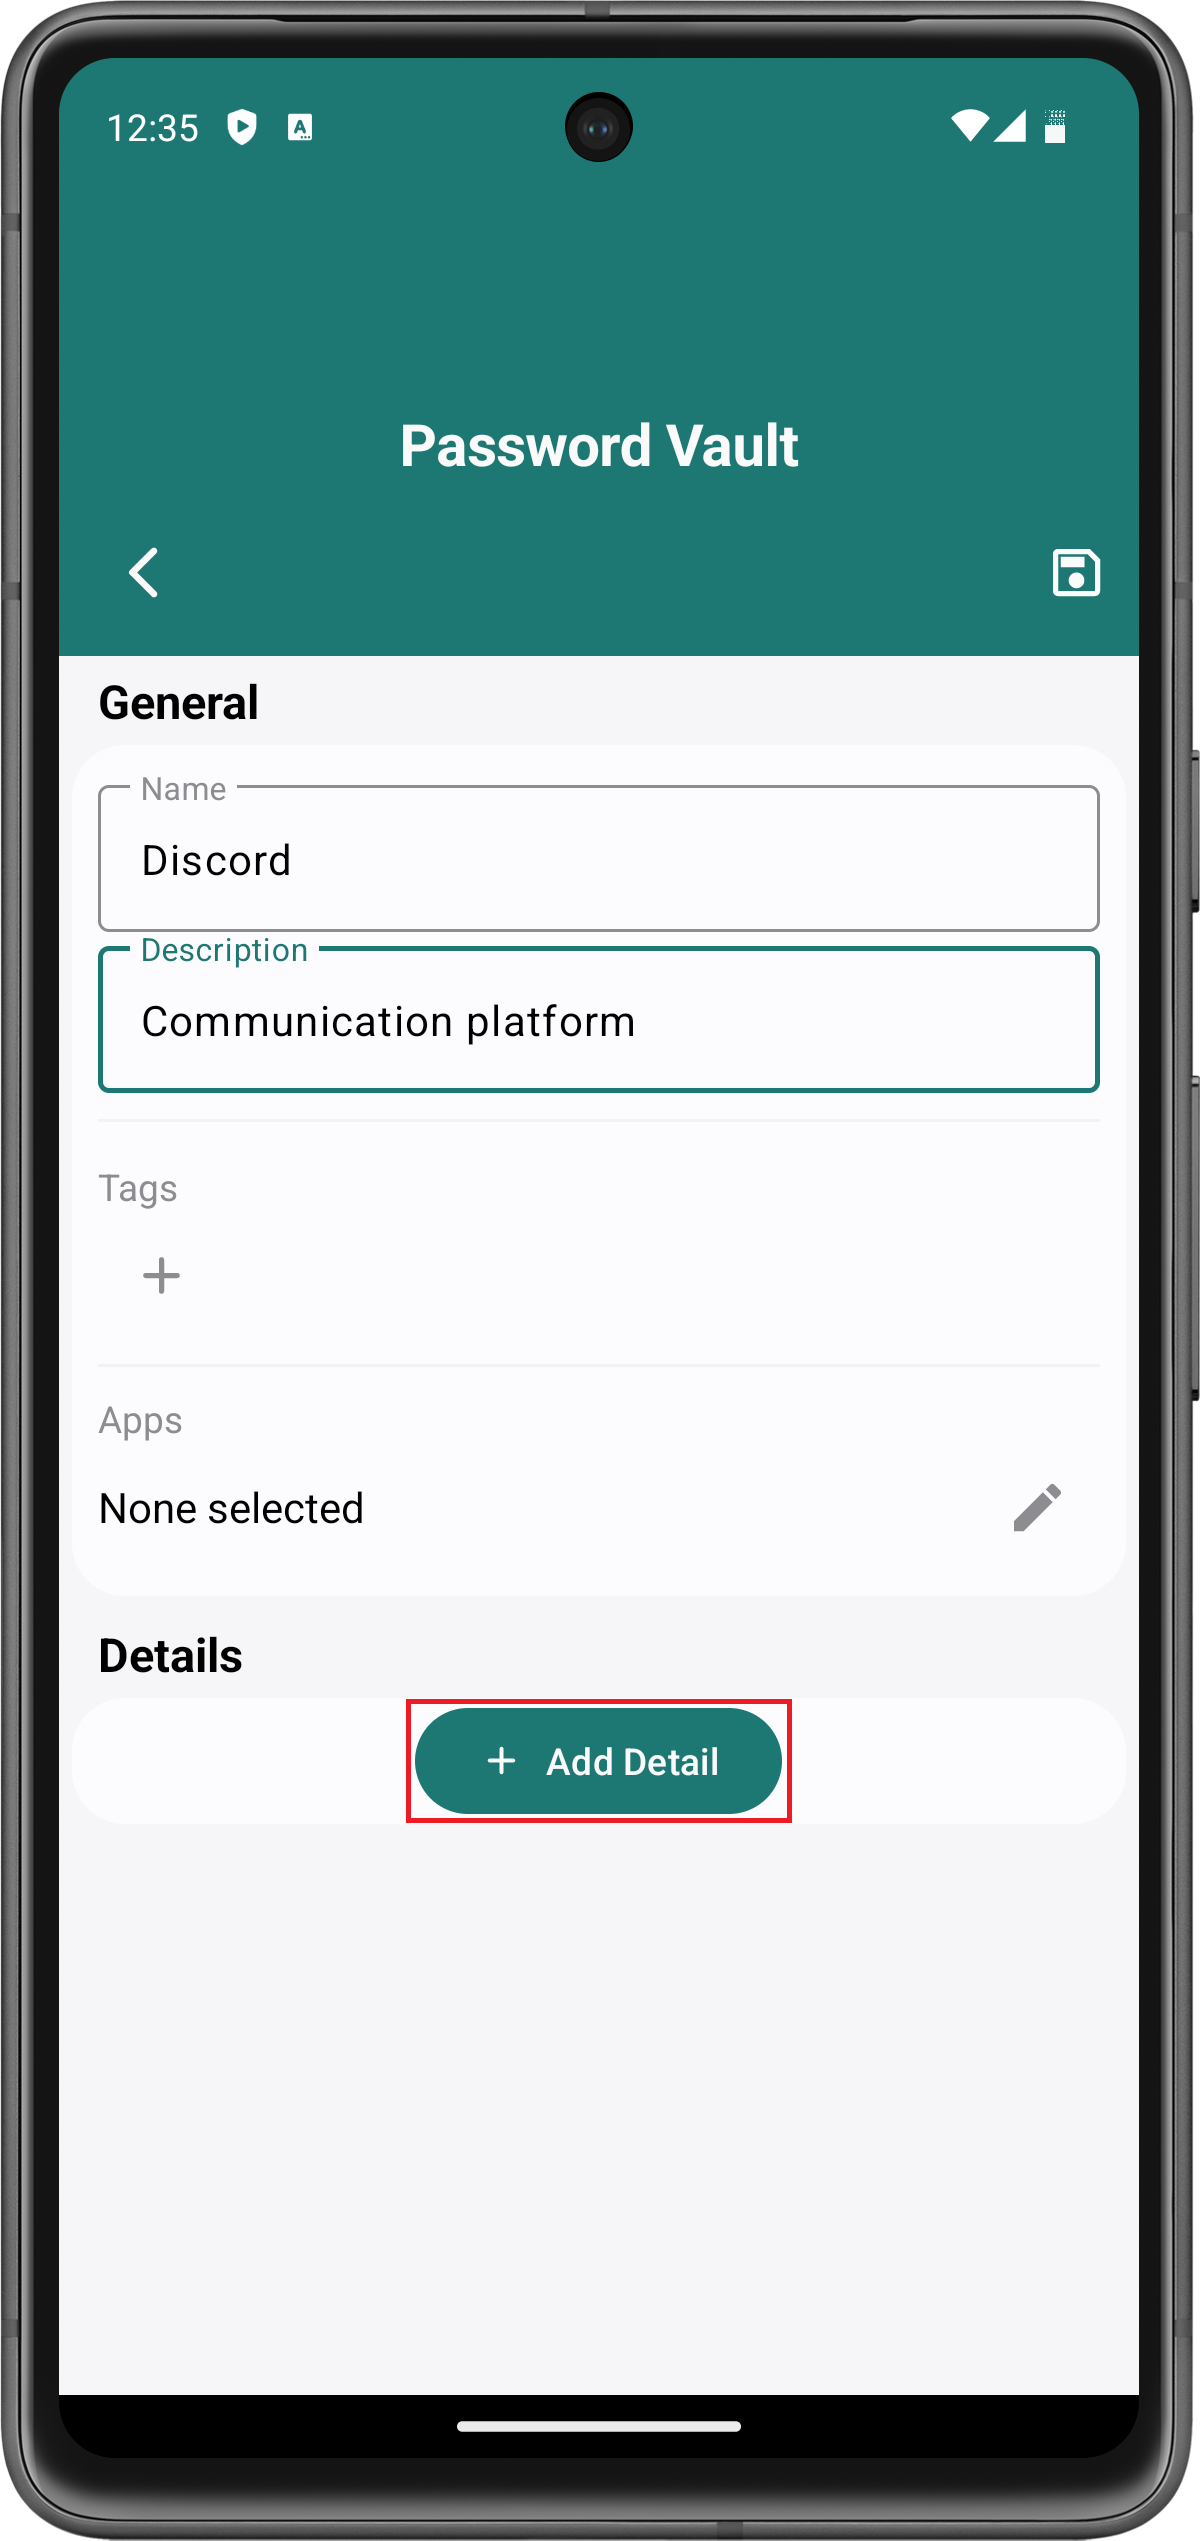 12:35
Password Vault
General
Name
Discord
Description
Communication platform
Tags
Apps
None selected
Details
+ Add Detail